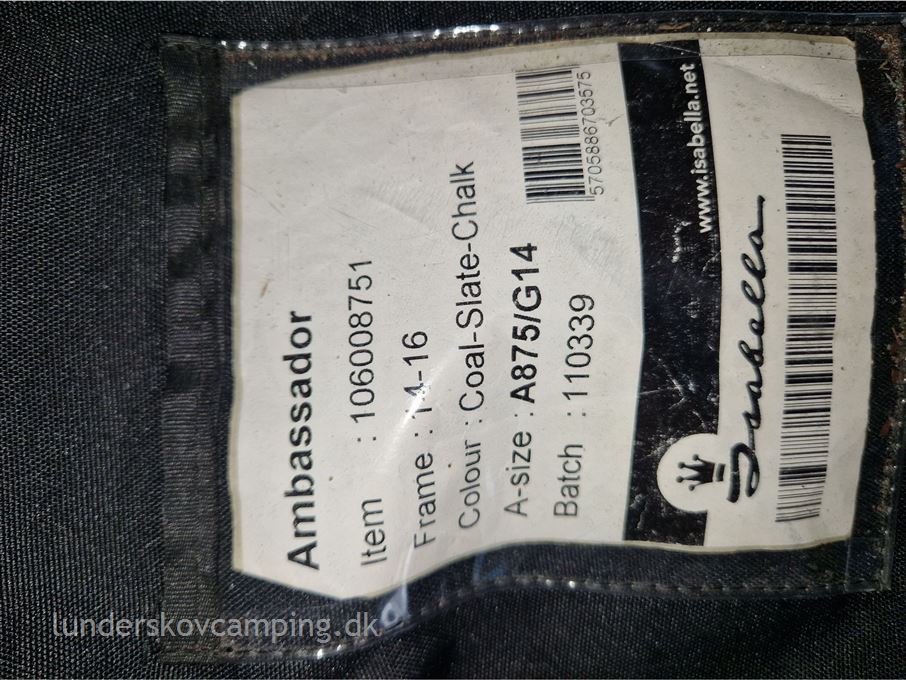 Ambassador
Item : 106008751
Frame : 14-16
Colour : Coal-Slate-Chalk
A-size : A875/G14
Batch : 110339
5705886703575
www.isabella.net
Isabella
lunderskovcamping.dk